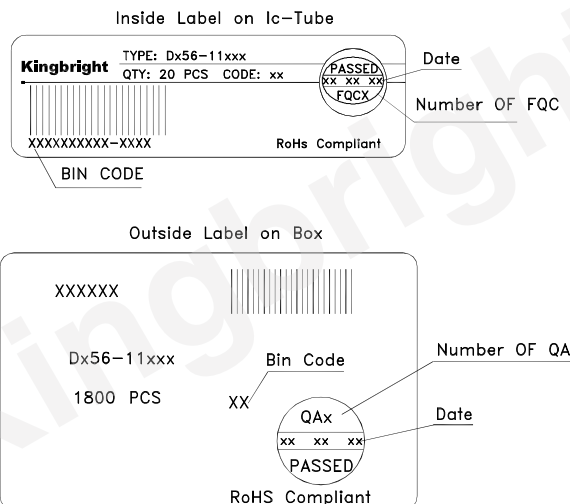 Inside Label on Ic-Tube
Kingbright
TYPE: Dx56-11xxx
QTY: 20 PCS CODE: xx
PASSED
xx xx xx
FQCX
Date
Number OF FQC
XXXXXXXXXX-XXXX
RoHs Compliant
BIN CODE
Outside Label on Box
XXXXXX
Dx56-11xxx
1800 PCS
Bin Code
XX
Number OF QA
QAx
xx xx xx
Date
PASSED
RoHS Compliant
Kingbright